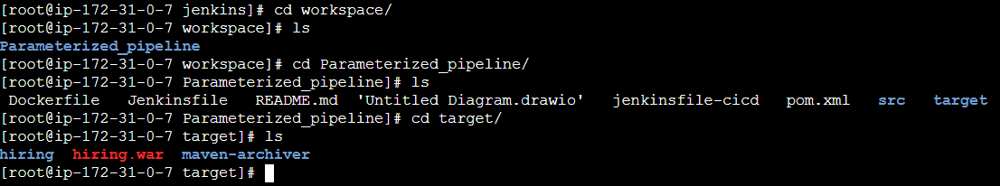 [root@ip-172-31-0-7 jenkins]# cd workspace/
[root@ip-172-31-0-7 workspace]# ls
Parameterized_pipeline
[root@ip-172-31-0-7 workspace]# cd Parameterized_pipeline/
[root@ip-172-31-0-7 Parameterized_pipeline]# ls
 Dockerfile   Jenkinsfile   README.md  'Untitled Diagram.drawio'   jenkinsfile-cicd   pom.xml   src   target
[root@ip-172-31-0-7 Parameterized_pipeline]# cd target/
[root@ip-172-31-0-7 target]# ls
hiring  hiring.war  maven-archiver
[root@ip-172-31-0-7 target]#